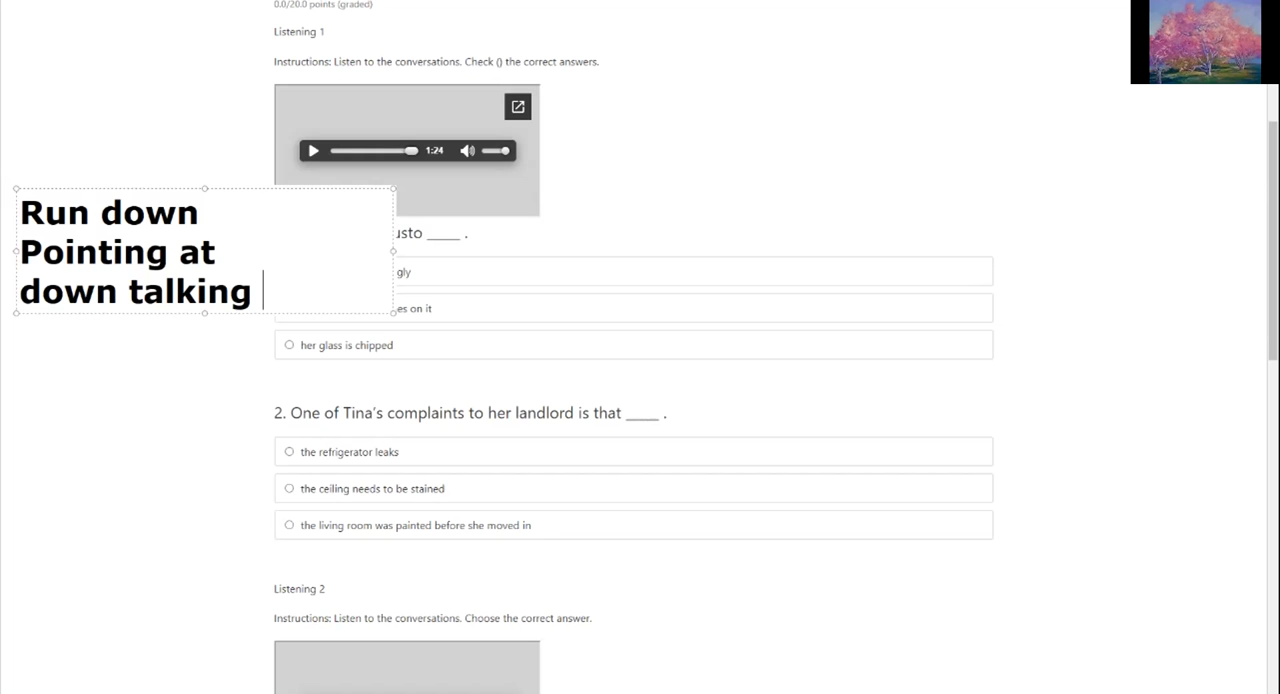 0.0/20.0 points (graded)
Listening 1
Instructions: Listen to the conversations. Check () the correct answers.
1:24
Run down
Pointing at
down talking
usto _____ .
gly
es on it
her glass is chipped
2. One of Tina's complaints to her landlord is that _____ .
the refrigerator leaks
the ceiling needs to be stained
the living room was painted before she moved in
Listening 2
Instructions: Listen to the conversations. Choose the correct answer.